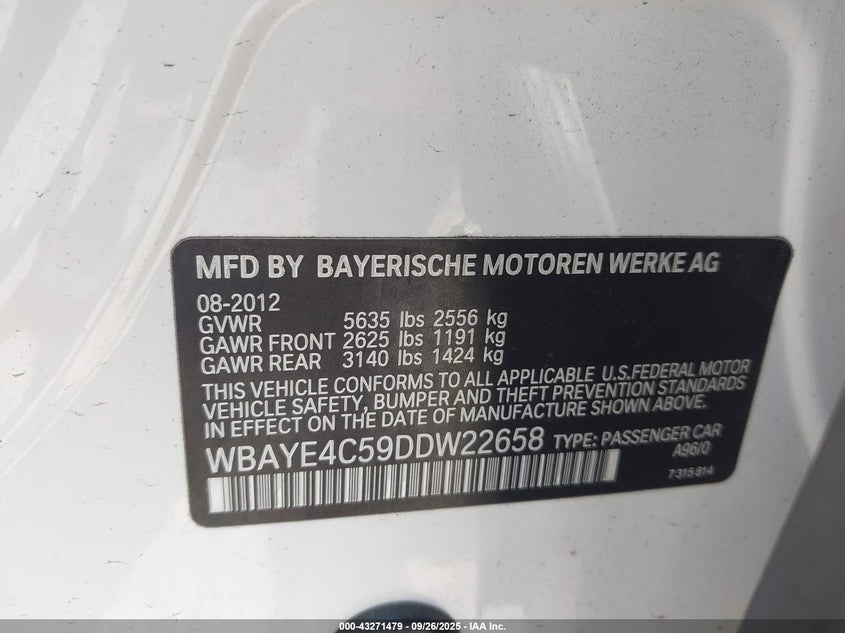 MFD BY BAYERISCHE MOTOREN WERKE AG
08-2012
GVWR 5635 lbs 2556 kg
GAWR FRONT 2625 lbs 1191 kg
GAWR REAR 3140 lbs 1424 kg
THIS VEHICLE CONFORMS TO ALL APPLICABLE U.S.FEDERAL MOTOR
VEHICLE SAFETY, BUMPER AND THEFT PREVENTION STANDARDS
IN EFFECT ON THE DATE OF MANUFACTURE SHOWN ABOVE.
WBAYE4C59DDW22658 TYPE: PASSENGER CAR
A96/0
7 315 814
000-43271479 - 09/26/2025 - IAA Inc.